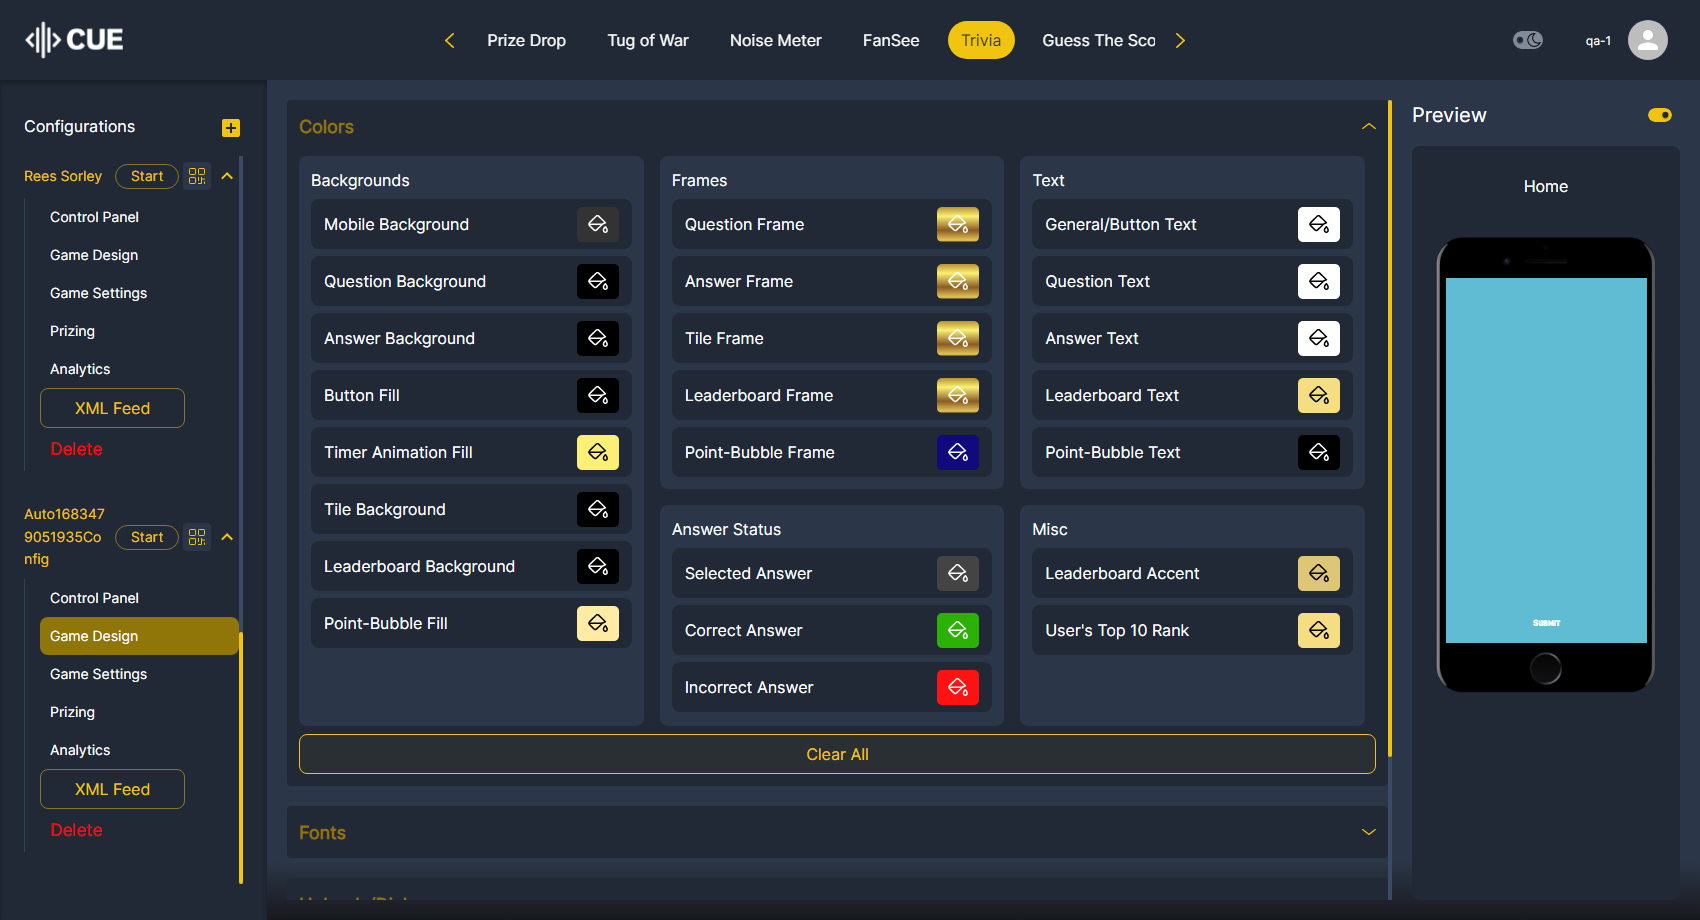 CUE
Prize Drop
Tug of War
Noise Meter
FanSee
Trivia
Guess The Sco
qa-1
Configurations
Rees Sorley
Start
Control Panel
Game Design
Game Settings
Prizing
Analytics
XML Feed
Delete
Auto168347
9051935Co
nfig
Start
Control Panel
Game Design
Game Settings
Prizing
Analytics
XML Feed
Delete
Colors
Backgrounds
Mobile Background
Question Background
Answer Background
Button Fill
Timer Animation Fill
Tile Background
Leaderboard Background
Point-Bubble Fill
Frames
Question Frame
Answer Frame
Tile Frame
Leaderboard Frame
Point-Bubble Frame
Text
General/Button Text
Question Text
Answer Text
Leaderboard Text
Point-Bubble Text
Answer Status
Selected Answer
Correct Answer
Incorrect Answer
Misc
Leaderboard Accent
User's Top 10 Rank
Clear All
Fonts
Preview
Home
SUBMIT